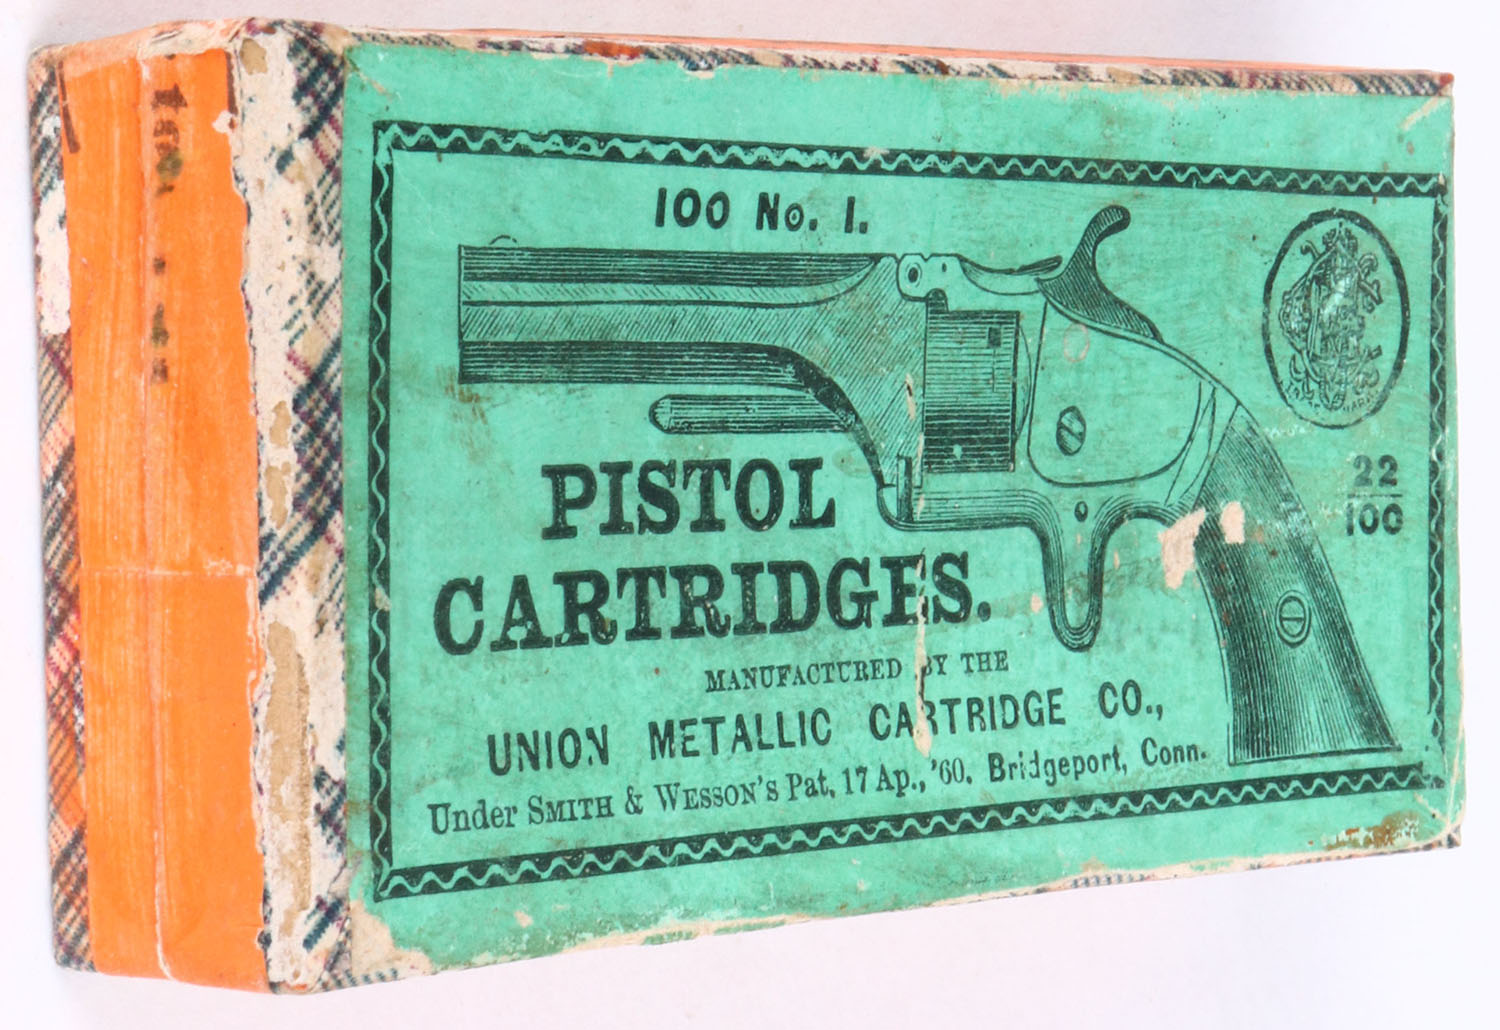 100 No. 1.
22
100
PISTOL
CARTRIDGES.
MANUFACTURED BY THE
UNION METALLIC CARTRIDGE CO.,
Under SMITH & WESSON'S Pat. 17 Ap., '60. Bridgeport, Conn.